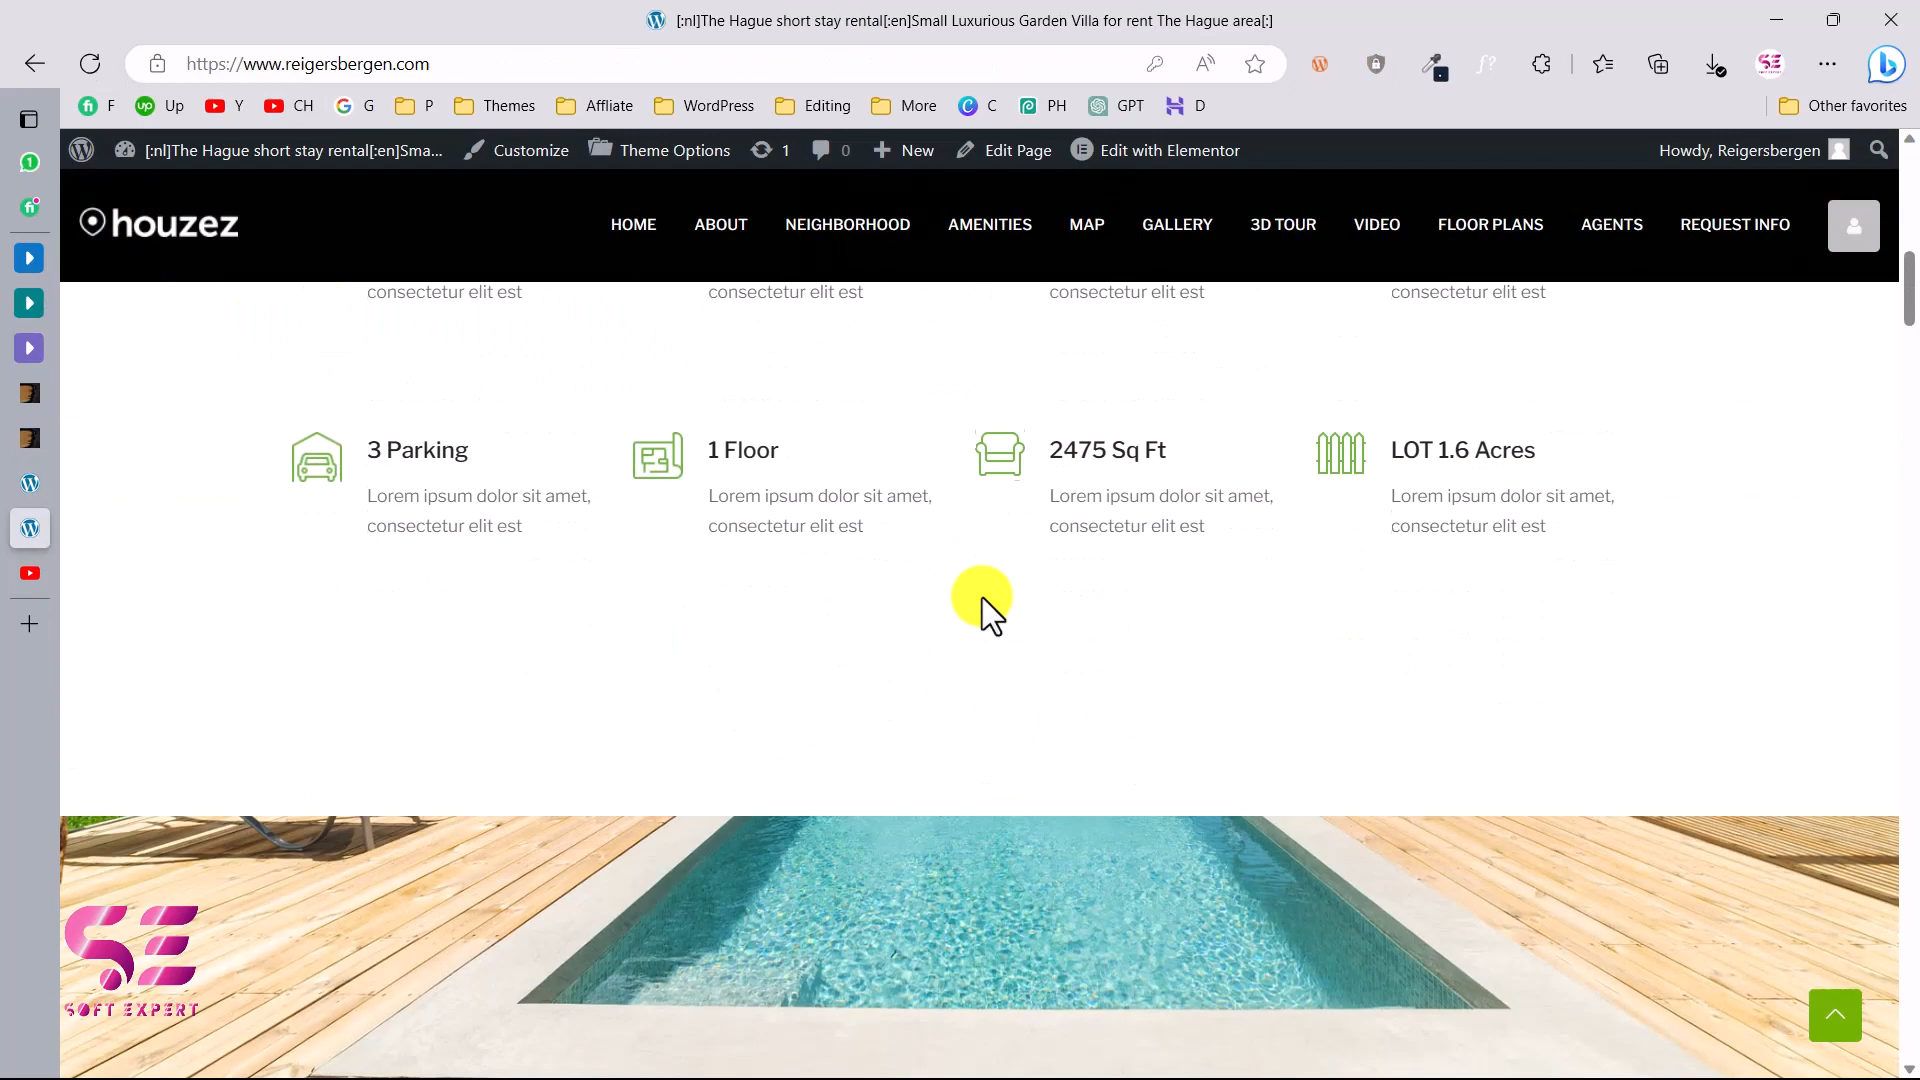 [:nl]The Hague short stay rental[:en]Small Luxurious Garden Villa for rent The Hague area[:]
https://www.reigersbergen.com
F Up Y CH G P Themes Affliate WordPress Editing More C PH GPT D Other favorites
[:nl]The Hague short stay rental[:en]Sma... Customize Theme Options 1 0 New Edit Page Edit with Elementor Howdy, Reigersbergen
houzez HOME ABOUT NEIGHBORHOOD AMENITIES MAP GALLERY 3D TOUR VIDEO FLOOR PLANS AGENTS REQUEST INFO
consectetur elit est consectetur elit est consectetur elit est consectetur elit est
3 Parking 1 Floor 2475 Sq Ft LOT 1.6 Acres
Lorem ipsum dolor sit amet, Lorem ipsum dolor sit amet, Lorem ipsum dolor sit amet, Lorem ipsum dolor sit amet,
consectetur elit est consectetur elit est consectetur elit est consectetur elit est
SE
SOFT EXPERT